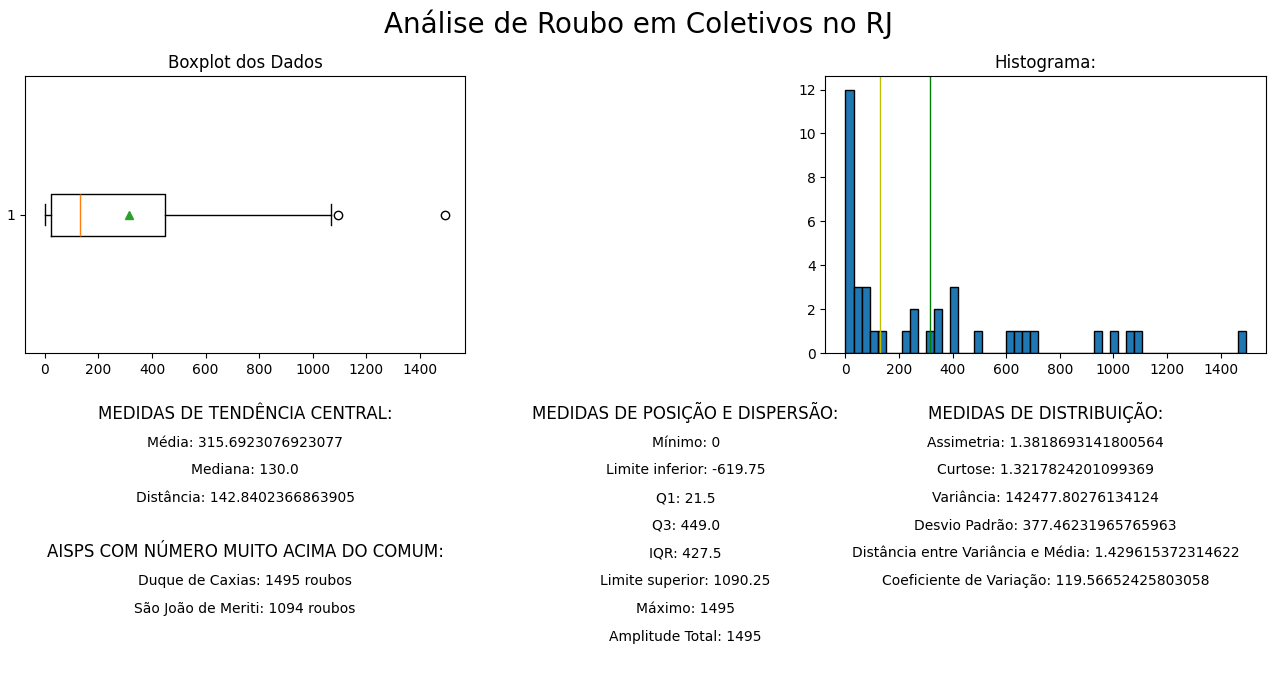 Análise de Roubo em Coletivos no RJ
Boxplot dos Dados
1
0 200 400 600 800 1000 1200 1400
Histograma:
12
10
8
6
4
2
0
0 200 400 600 800 1000 1200 1400
MEDIDAS DE TENDÊNCIA CENTRAL:
Média: 315.6923076923077
Mediana: 130.0
Distância: 142.8402366863905
AISPS COM NÚMERO MUITO ACIMA DO COMUM:
Duque de Caxias: 1495 roubos
São João de Meriti: 1094 roubos
MEDIDAS DE POSIÇÃO E DISPERSÃO:
Mínimo: 0
Limite inferior: -619.75
Q1: 21.5
Q3: 449.0
IQR: 427.5
Limite superior: 1090.25
Máximo: 1495
Amplitude Total: 1495
MEDIDAS DE DISTRIBUIÇÃO:
Assimetria: 1.3818693141800564
Curtose: 1.3217824201099369
Variância: 142477.80276134124
Desvio Padrão: 377.46231965765963
Distância entre Variância e Média: 1.429615372314622
Coeficiente de Variação: 119.56652425803058